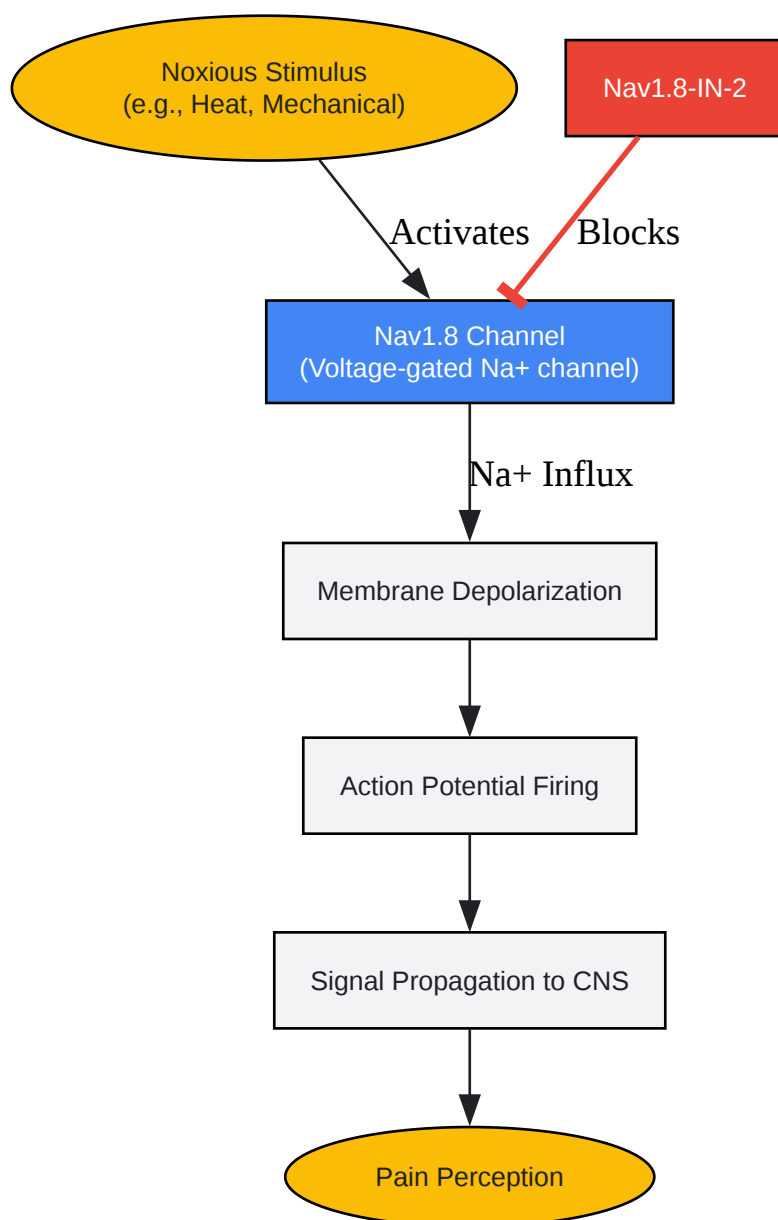 Noxious Stimulus
(e.g., Heat, Mechanical)
Nav1.8-IN-2
Activates
Blocks
Nav1.8 Channel
(Voltage-gated Na+ channel)
Na+ Influx
Membrane Depolarization
Action Potential Firing
Signal Propagation to CNS
Pain Perception